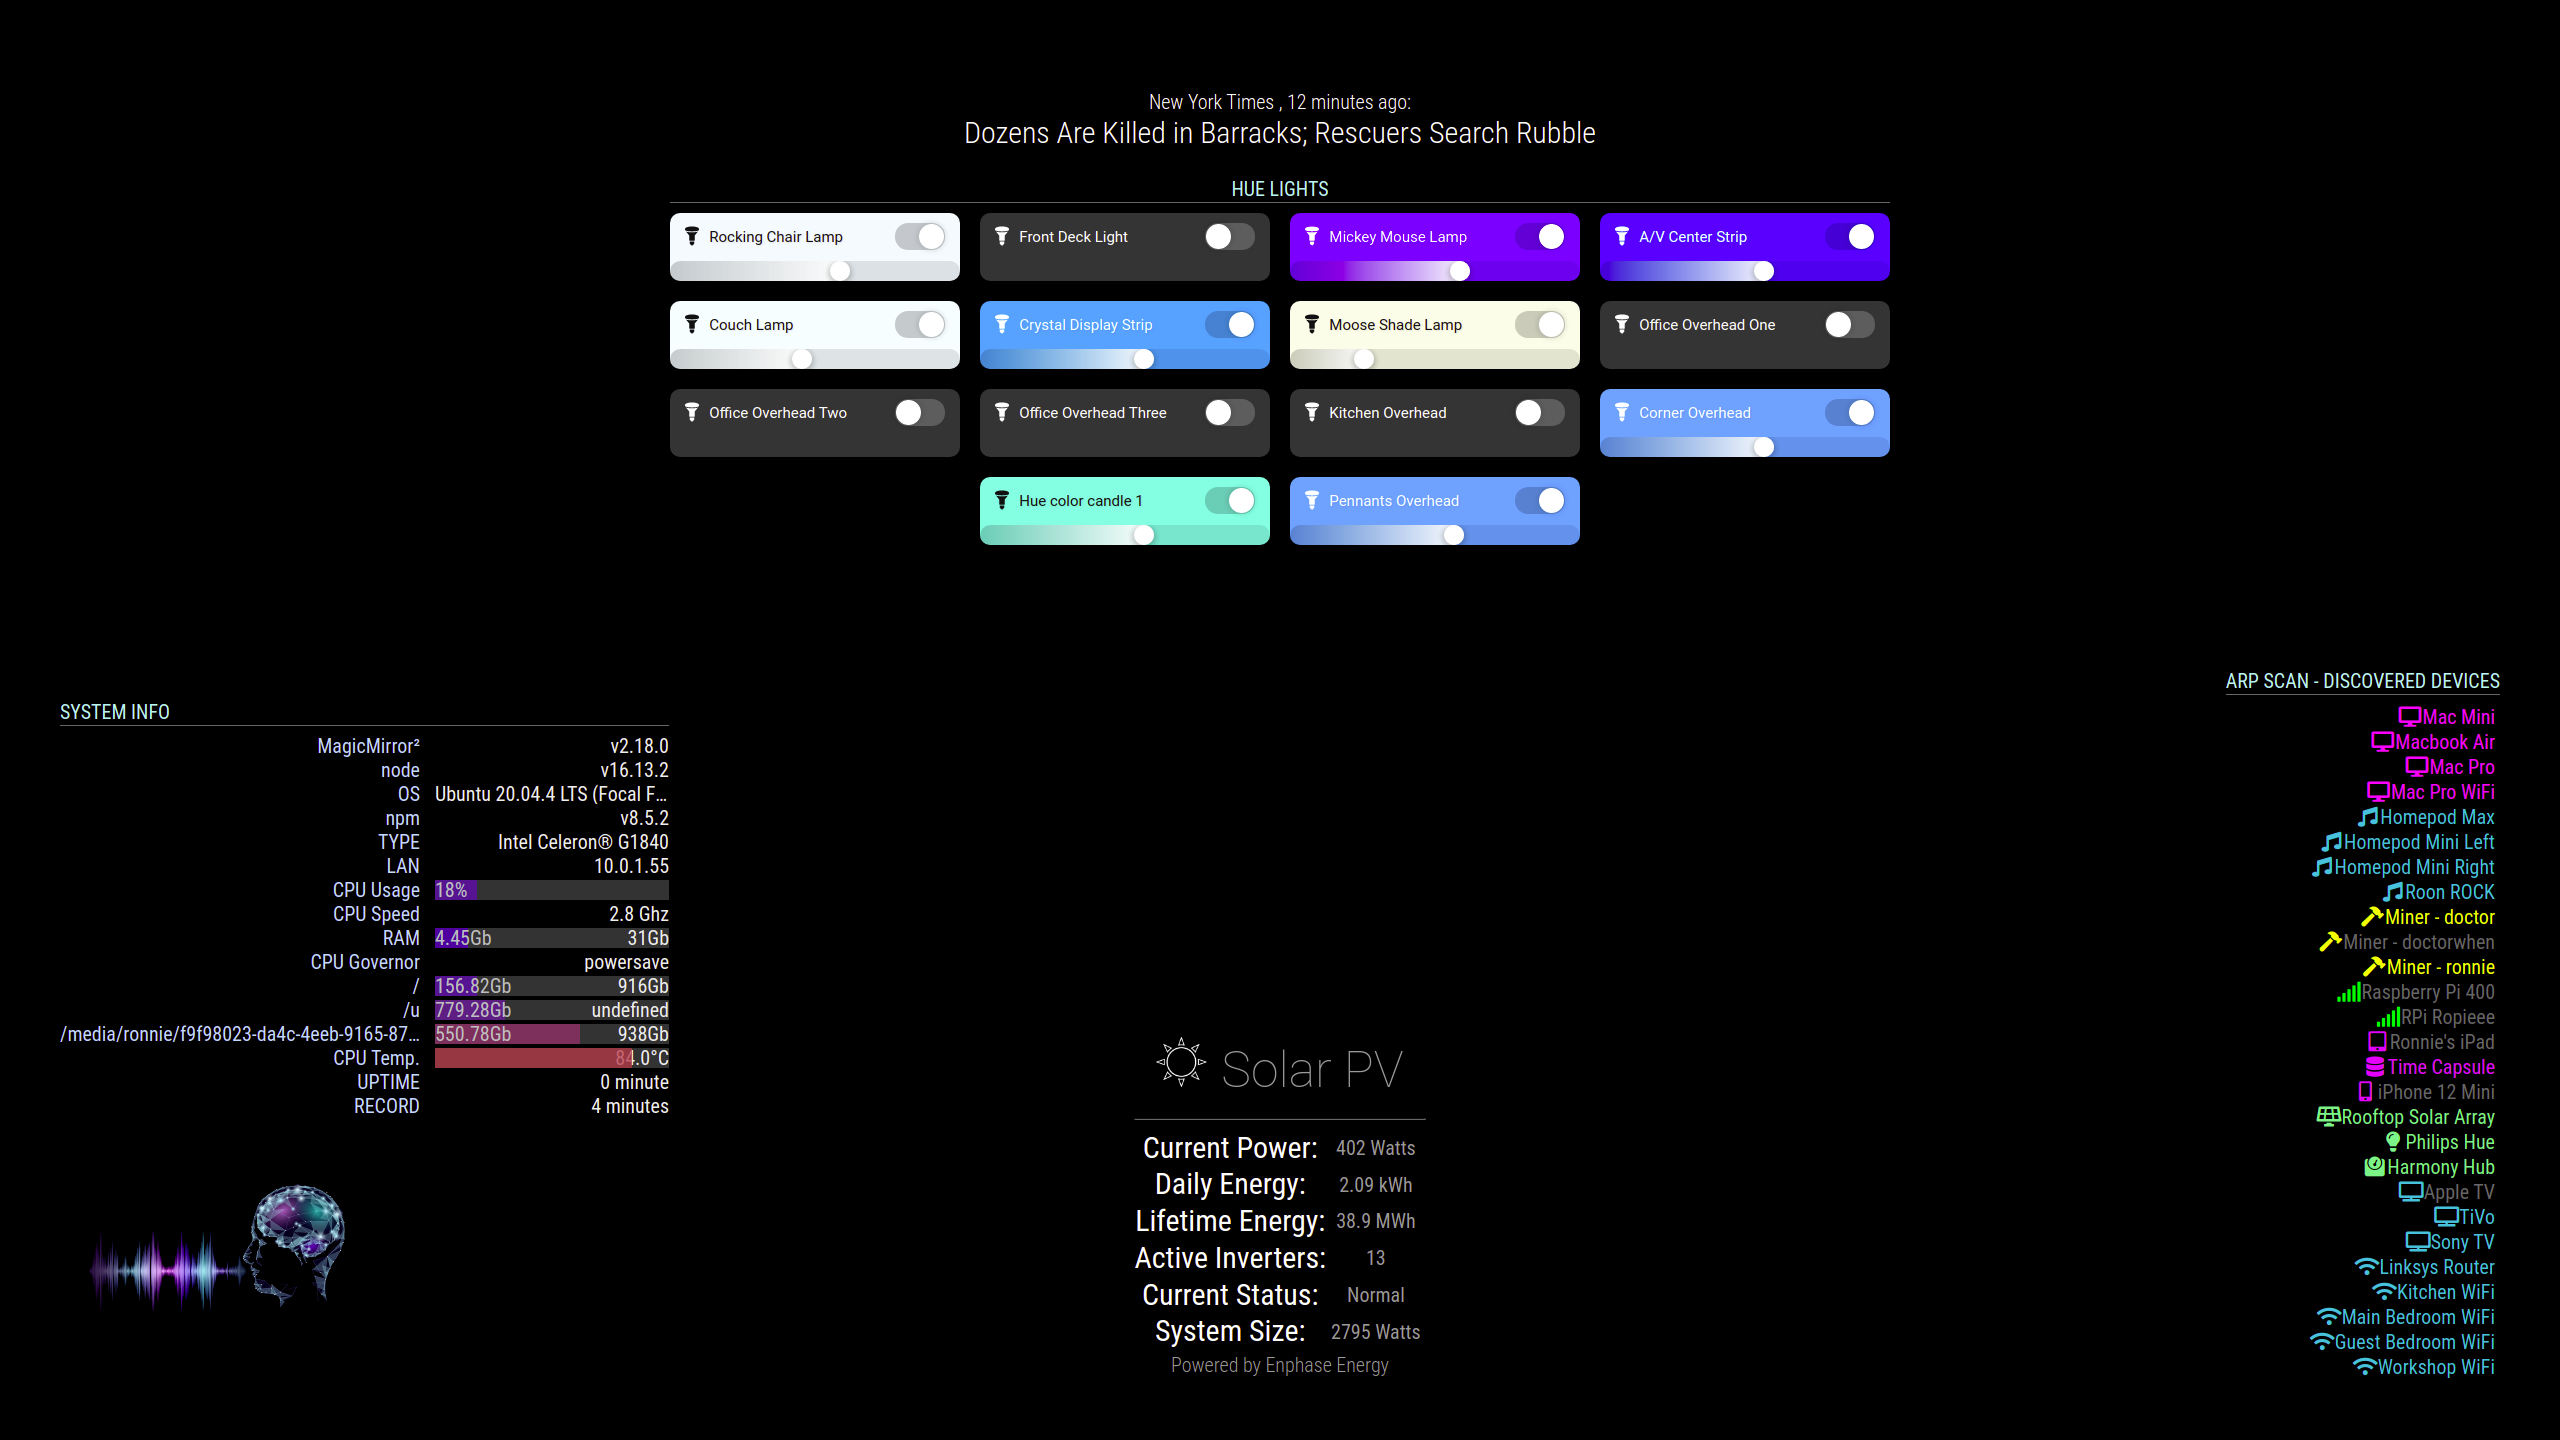 New York Times , 12 minutes ago:
Dozens Are Killed in Barracks; Rescuers Search Rubble
HUE LIGHTS
Rocking Chair Lamp
Front Deck Light
Mickey Mouse Lamp
A/V Center Strip
Couch Lamp
Crystal Display Strip
Moose Shade Lamp
Office Overhead One
Office Overhead Two
Office Overhead Three
Kitchen Overhead
Corner Overhead
Hue color candle 1
Pennants Overhead
SYSTEM INFO
MagicMirror² v2.18.0
node v16.13.2
OS Ubuntu 20.04.4 LTS (Focal F...
npm v8.5.2
TYPE Intel Celeron® G1840
LAN 10.0.1.55
CPU Usage 18%
CPU Speed 2.8 Ghz
RAM 4.45Gb 31Gb
CPU Governor powersave
/ 156.82Gb 916Gb
/u 779.28Gb undefined
/media/ronnie/f9f98023-da4c-4eeb-9165-87... 550.78Gb 938Gb
CPU Temp. 84.0°C
UPTIME 0 minute
RECORD 4 minutes
Solar PV
Current Power: 402 Watts
Daily Energy: 2.09 kWh
Lifetime Energy: 38.9 MWh
Active Inverters: 13
Current Status: Normal
System Size: 2795 Watts
Powered by Enphase Energy
ARP SCAN - DISCOVERED DEVICES
Mac Mini
Macbook Air
Mac Pro
Mac Pro WiFi
Homepod Max
Homepod Mini Left
Homepod Mini Right
Roon ROCK
Miner - doctor
Miner - doctorwhen
Miner - ronnie
Raspberry Pi 400
RPi Ropieee
Ronnie's iPad
Time Capsule
iPhone 12 Mini
Rooftop Solar Array
Philips Hue
Harmony Hub
Apple TV
TiVo
Sony TV
Linksys Router
Kitchen WiFi
Main Bedroom WiFi
Guest Bedroom WiFi
Workshop WiFi